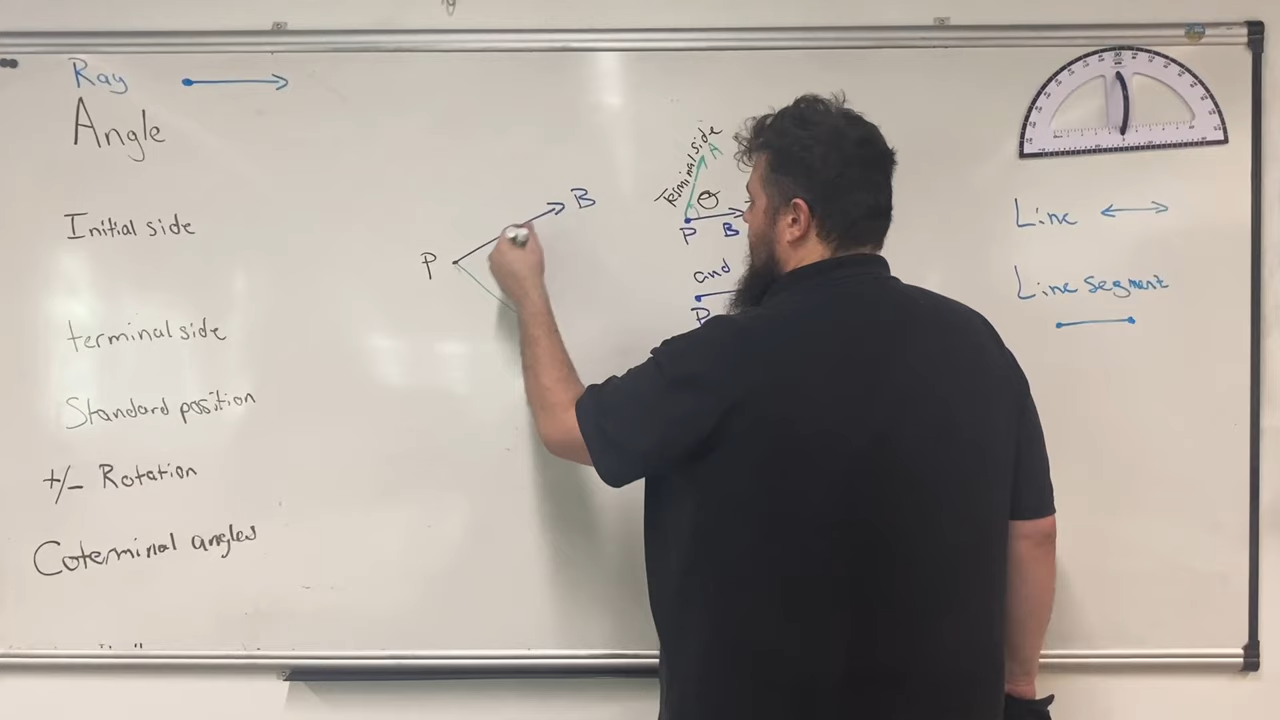 Ray
Angle
Initial side
terminal side
Standard position
+/- Rotation
Coterminal angles
P
B
Terminal side
A
θ
P B
and
P
Line
Line segment